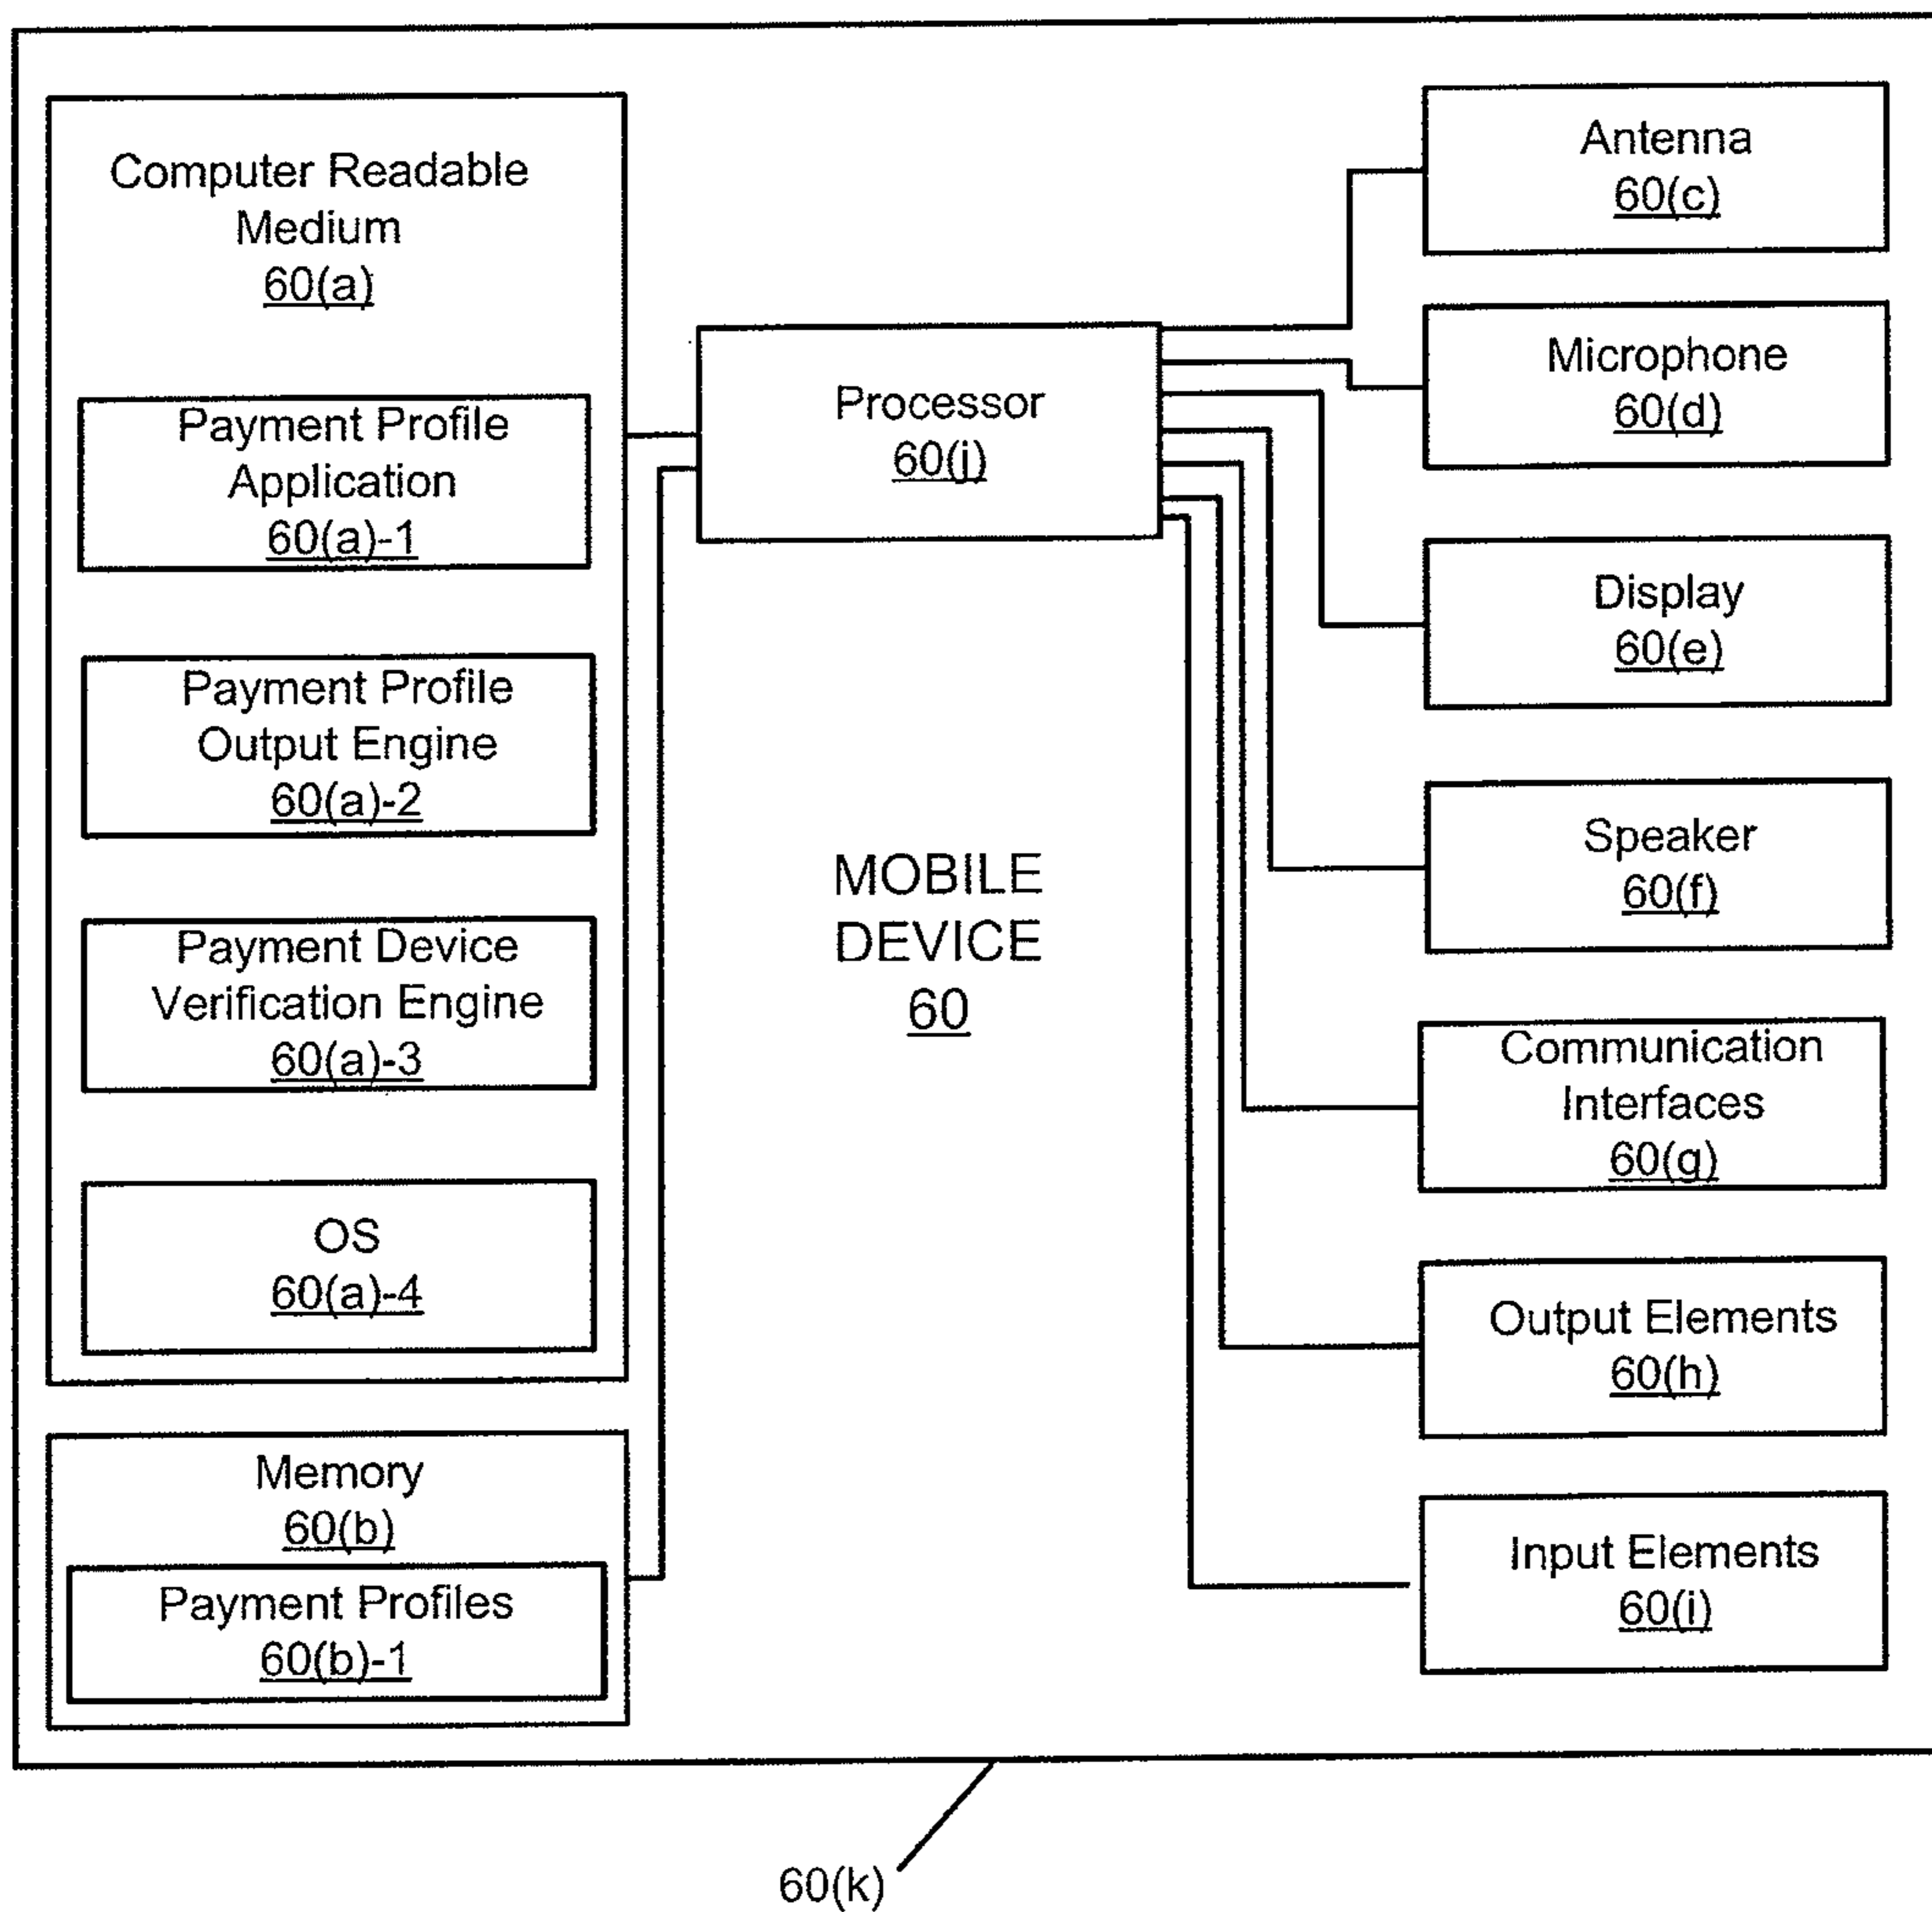 Computer Readable
Medium
60(a)
Payment Profile
Application
60(a)-1
Payment Profile
Output Engine
60(a)-2
Payment Device
Verification Engine
60(a)-3
OS
60(a)-4
Memory
60(b)
Payment Profiles
60(b)-1
Processor
60(j)
MOBILE
DEVICE
60
Antenna
60(c)
Microphone
60(d)
Display
60(e)
Speaker
60(f)
Communication
Interfaces
60(g)
Output Elements
60(h)
Input Elements
60(i)
60(k)